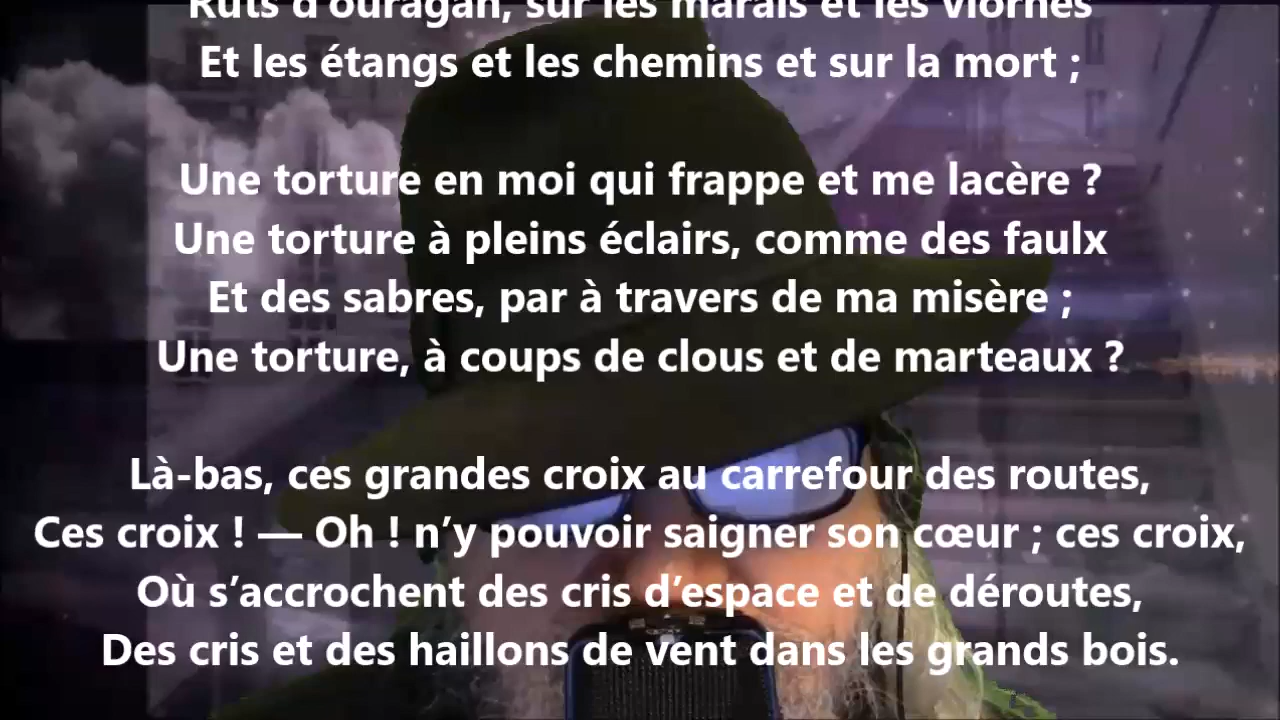 Ruts d'ouragan, sur les marais et les viornes
Et les étangs et les chemins et sur la mort ;
Une torture en moi qui frappe et me lacère ?
Une torture à pleins éclairs, comme des faulx
Et des sabres, par à travers de ma misère ;
Une torture, à coups de clous et de marteaux ?
Là-bas, ces grandes croix au carrefour des routes,
Ces croix ! — Oh ! n’y pouvoir saigner son cœur ; ces croix,
Où s’accrochent des cris d’espace et de déroutes,
Des cris et des haillons de vent dans les grands bois.